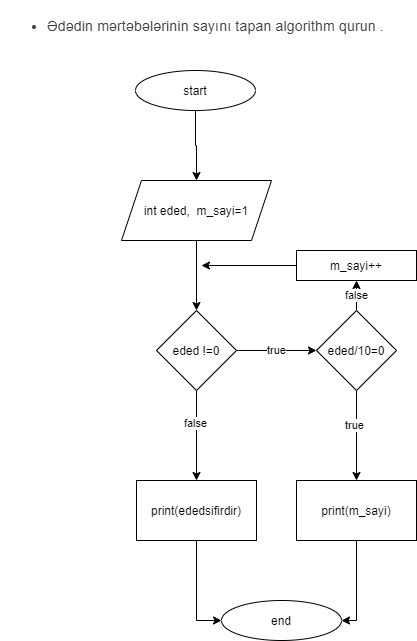 Ədədin mərtəbələrinin sayını tapan algorithm qurun .
start
int eded, m_sayi=1
m_sayi++
false
eded !=0
true
eded/10=0
false
true
print(ededsifirdir)
print(m_sayi)
end